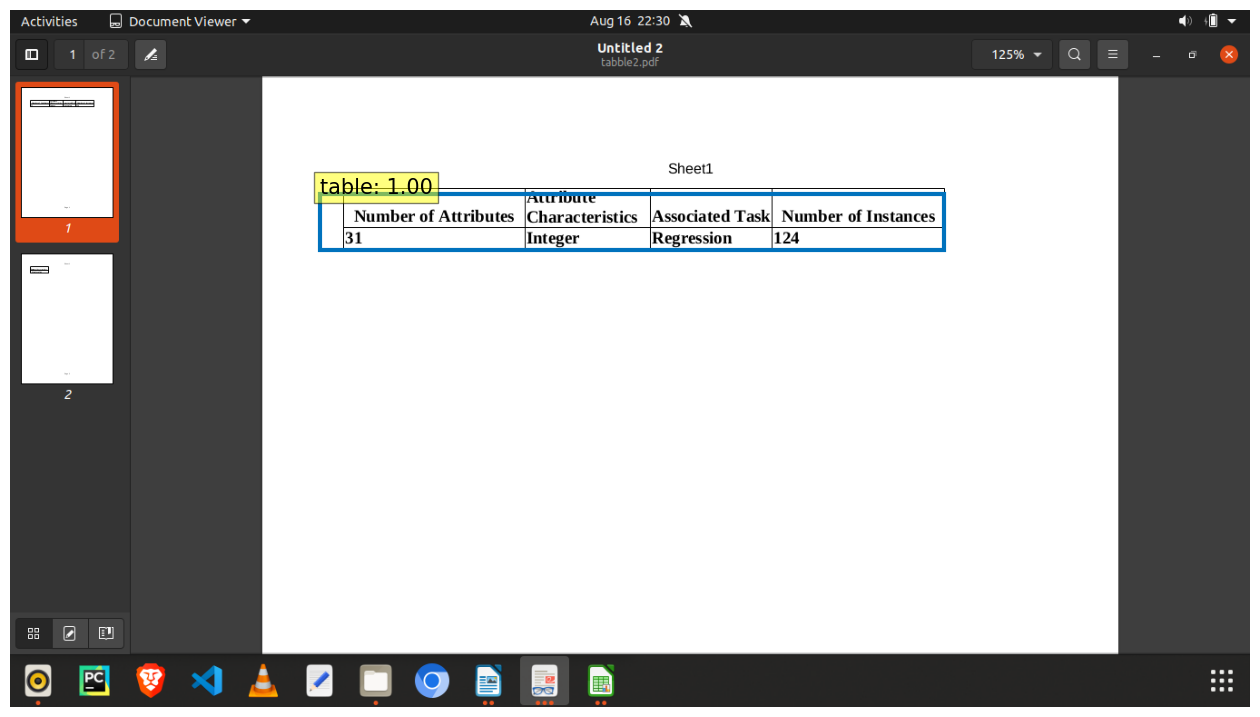 Activities
Document Viewer
Aug 16 22:30
1 of 2
Untitled 2
tabble2.pdf
125%
1
2
Sheet1
table: 1.00
Number of Attributes
Attribute
Characteristics
Associated Task
Number of Instances
31
Integer
Regression
124
PC